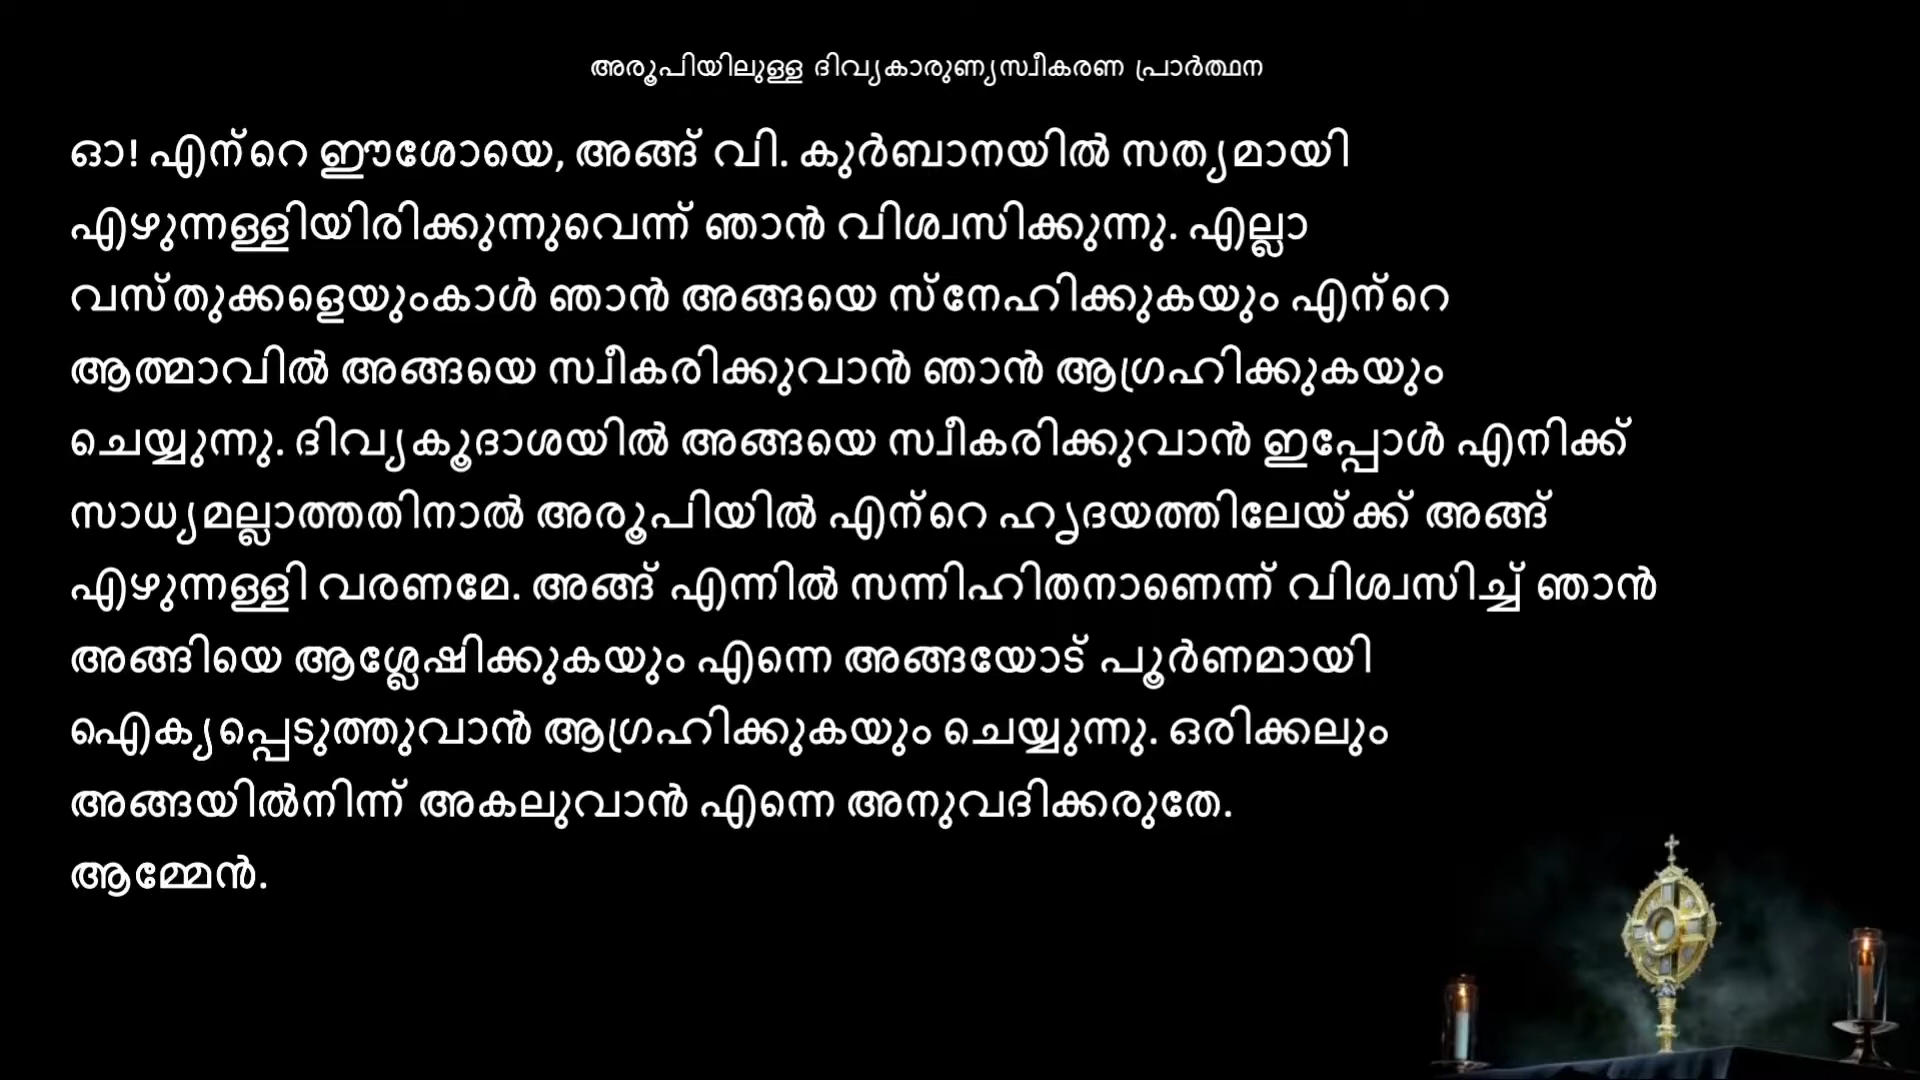 അരൂപിയിലുള്ള ദിവ്യകാരുണ്യസ്വീകരണ പ്രാർത്ഥന
ഓ! എന്റെ ഈശോയെ, അങ്ങ് വി. കുർബാനയിൽ സത്യമായി
എഴുന്നള്ളിയിരിക്കുന്നുവെന്ന് ഞാൻ വിശ്വസിക്കുന്നു. എല്ലാ
വസ്തുക്കളെയുംകാൾ ഞാൻ അങ്ങയെ സ്നേഹിക്കുകയും എന്റെ
ആത്മാവിൽ അങ്ങയെ സ്വീകരിക്കുവാൻ ഞാൻ ആഗ്രഹിക്കുകയും
ചെയ്യുന്നു. ദിവ്യകൂദാശയിൽ അങ്ങയെ സ്വീകരിക്കുവാൻ ഇപ്പോൾ എനിക്ക്
സാധ്യമല്ലാത്തതിനാൽ അരൂപിയിൽ എന്റെ ഹൃദയത്തിലേയ്ക്ക് അങ്ങ്
എഴുന്നള്ളി വരണമേ. അങ്ങ് എന്നിൽ സന്നിഹിതനാണെന്ന് വിശ്വസിച്ച് ഞാൻ
അങ്ങിയെ ആശ്ലേഷിക്കുകയും എന്നെ അങ്ങയോട് പൂർണമായി
ഐക്യപ്പെടുത്തുവാൻ ആഗ്രഹിക്കുകയും ചെയ്യുന്നു. ഒരിക്കലും
അങ്ങയിൽനിന്ന് അകലുവാൻ എന്നെ അനുവദിക്കരുതേ.
ആമ്മേൻ.